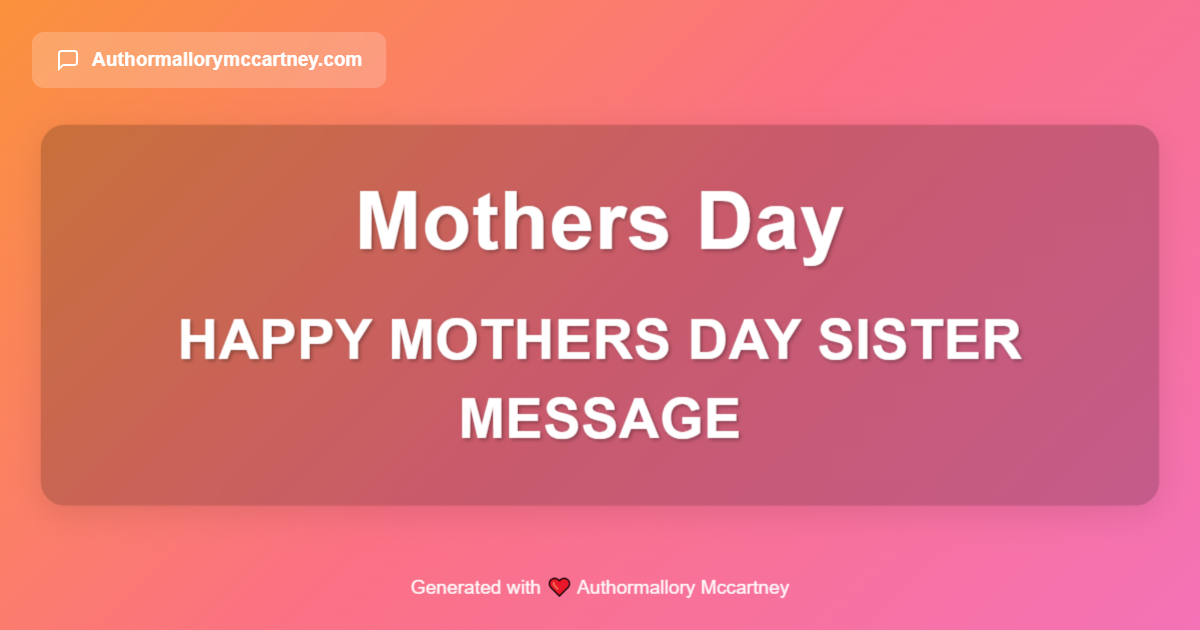 Authormallorymccartney.com
Mothers Day
HAPPY MOTHERS DAY SISTER
MESSAGE
Generated with ❤️ Authormallory Mccartney